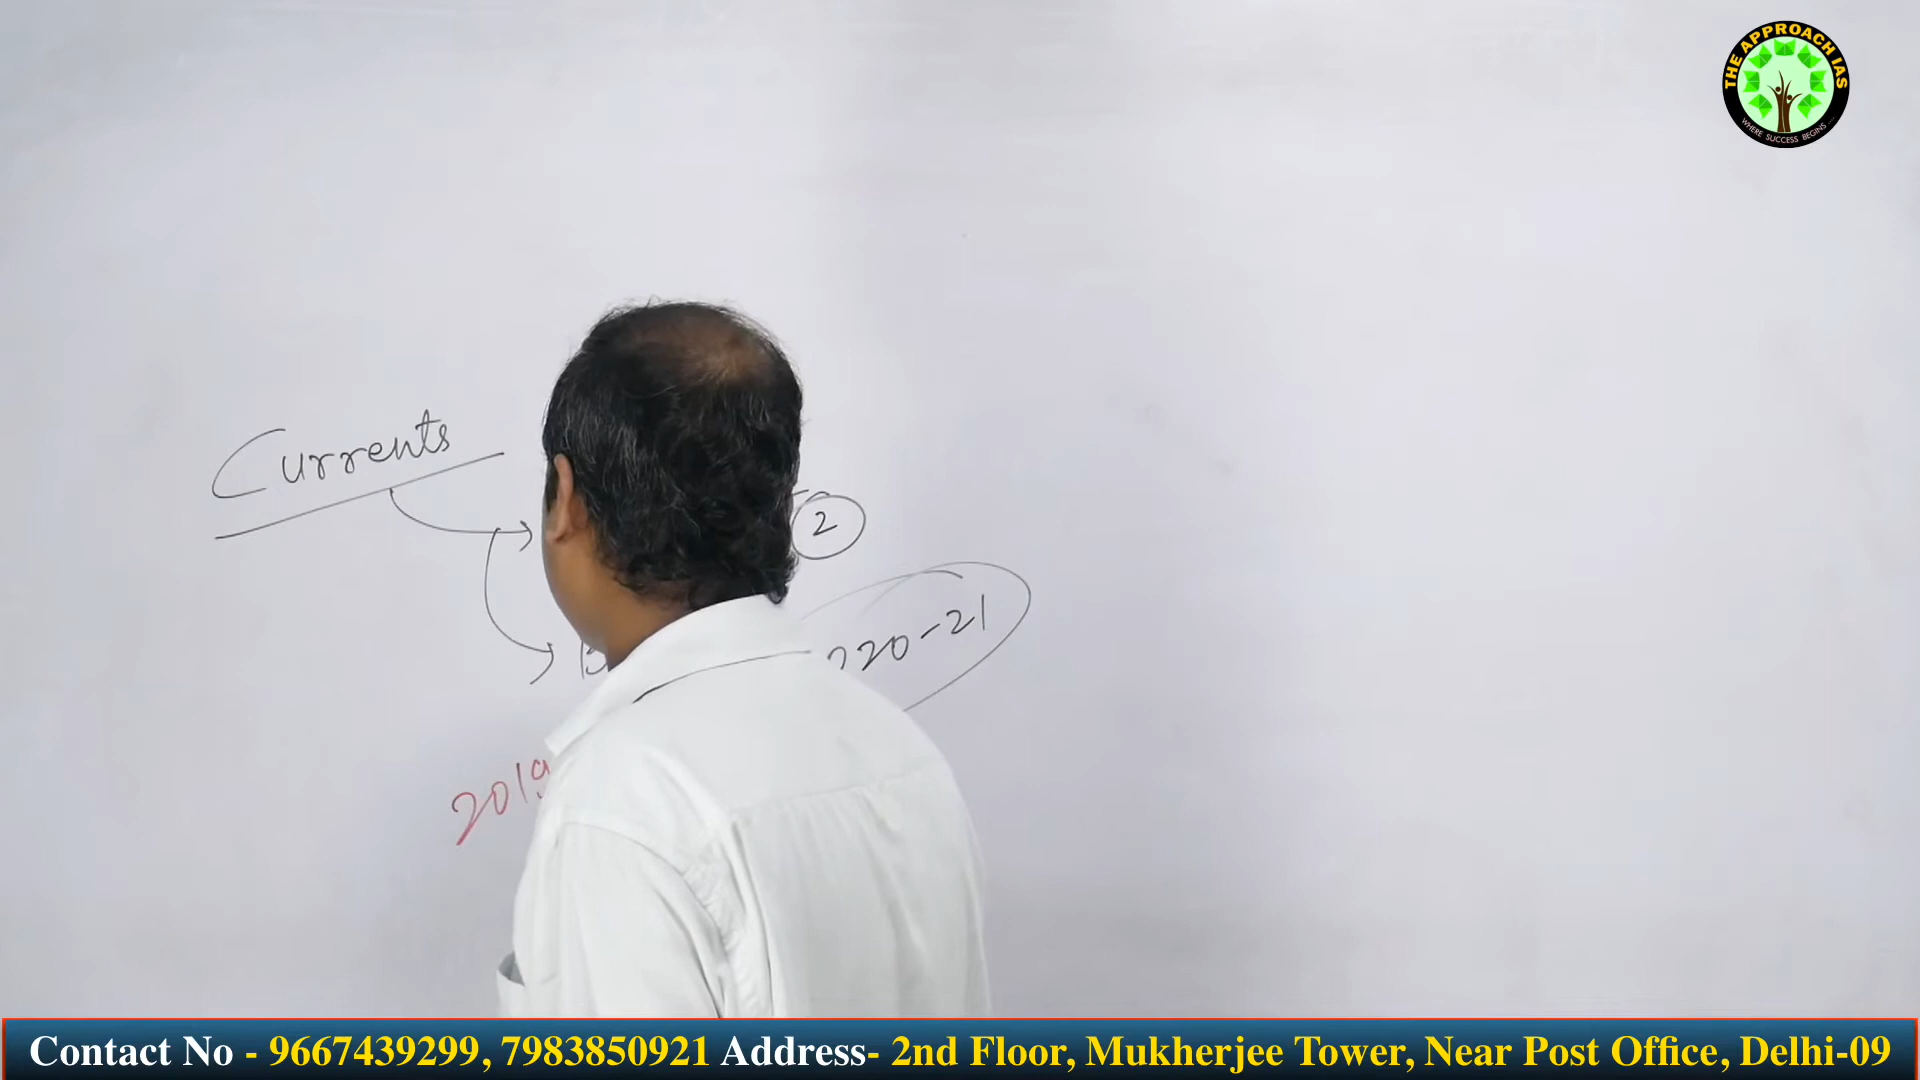 THE APPROACH IAS
WHERE SUCCESS BEGINS ...
Currents
2
220-21
2019
Contact No - 9667439299, 7983850921 Address- 2nd Floor, Mukherjee Tower, Near Post Office, Delhi-09